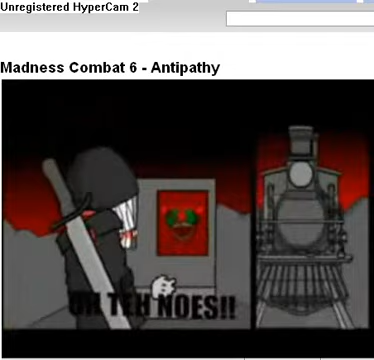 Unregistered HyperCam 2
Madness Combat 6 - Antipathy
OH TEH NOES!!